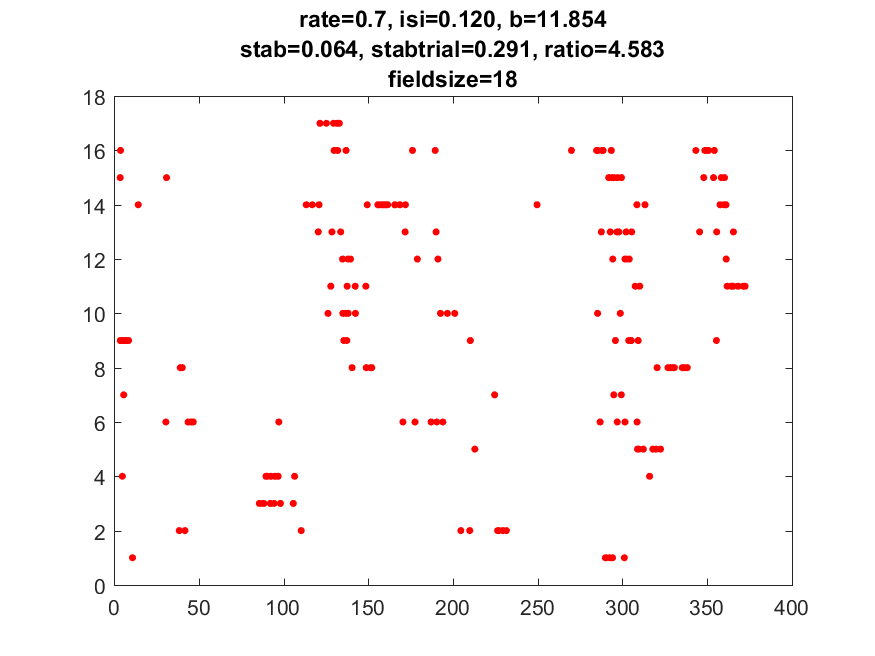 rate=0.7, isi=0.120, b=11.854
stab=0.064, stabtrial=0.291, ratio=4.583
fieldsize=18
18
16
14
12
10
8
6
4
2
0
0 50 100 150 200 250 300 350 400